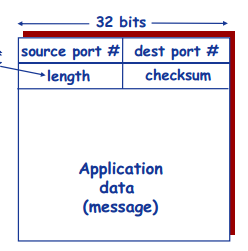 32 bits
source port # dest port #
length checksum
Application
data
(message)